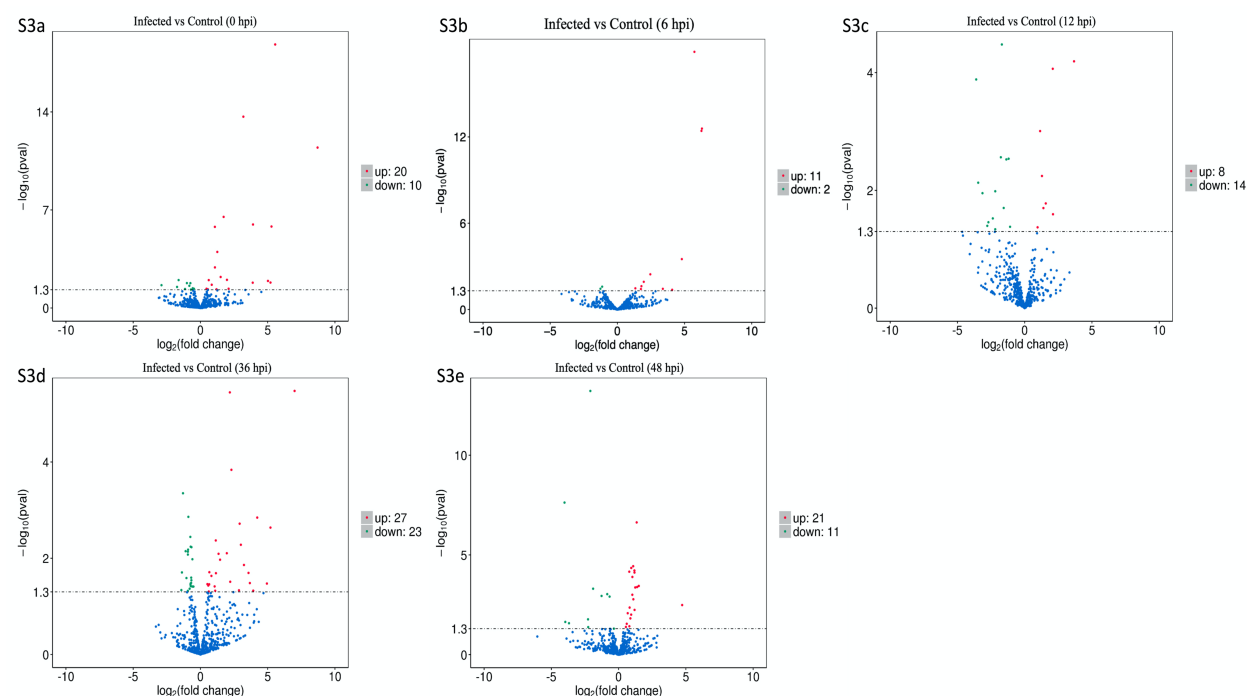 S3a
Infected vs Control (0 hpi)
14
7
1.3
0
−log10(pval)
-10
-5
0
5
10
log2(fold change)
up: 20
down: 10
S3b
Infected vs Control (6 hpi)
12
6
1.3
0
−log10(pval)
−10
−5
0
5
10
log2(fold change)
up: 11
down: 2
S3c
Infected vs Control (12 hpi)
4
2
1.3
0
−log10(pval)
-10
-5
0
5
10
log2(fold change)
up: 8
down: 14
S3d
Infected vs Control (36 hpi)
4
2
1.3
0
−log10(pval)
-10
-5
0
5
10
log2(fold change)
up: 27
down: 23
S3e
Infected vs Control (48 hpi)
10
5
1.3
0
−log10(pval)
-10
-5
0
5
10
log2(fold change)
up: 21
down: 11